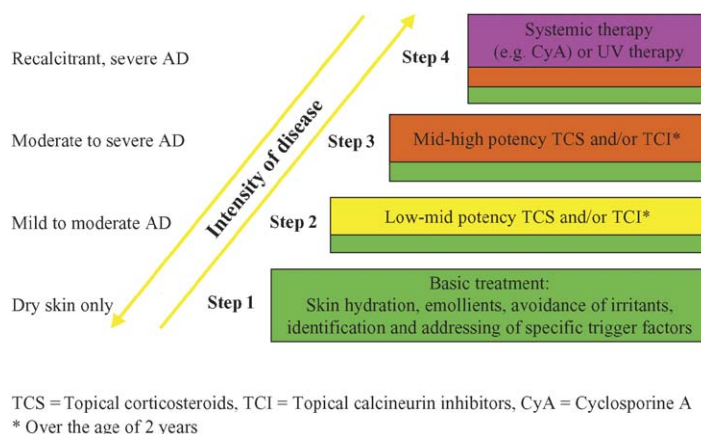 Recalcitrant, severe AD
Step 4
Systemic therapy
(e.g. CyA) or UV therapy
Moderate to severe AD
Step 3
Mid-high potency TCS and/or TCI*
Intensity of disease
Mild to moderate AD
Step 2
Low-mid potency TCS and/or TCI*
Dry skin only
Step 1
Basic treatment:
Skin hydration, emollients, avoidance of irritants,
identification and addressing of specific trigger factors
TCS = Topical corticosteroids, TCI = Topical calcineurin inhibitors, CyA = Cyclosporine A
* Over the age of 2 years